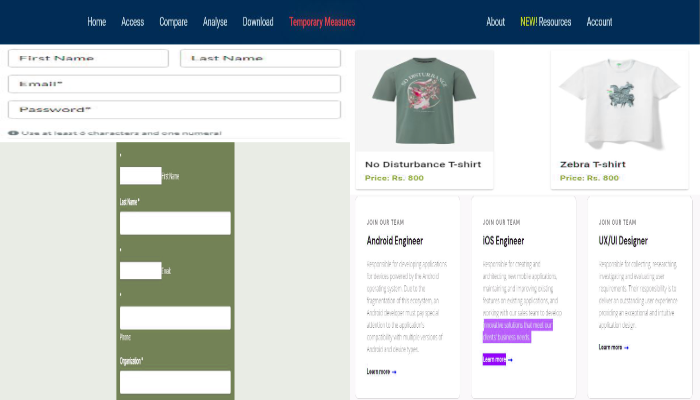 Home Access Compare Analyse Download Temporary Measures About NEW! Resources Account
First Name Last Name
Email*
Password*
Use at least 6 characters and one numeral
*
First Name
Last Name *
*
Email
*
Phone
Organization *
NO DISTURBANCE
No Disturbance T-shirt
Price: Rs. 800
Zebra T-shirt
Price: Rs. 800
JOIN OUR TEAM
Android Engineer
Responsible for developing applications
for devices powered by the Android
operating system. Due to the
fragmentation of this ecosystem, an
Android developer must pay special
attention to the application's
compatibility with multiple versions of
Android and device types.
Learn more →
JOIN OUR TEAM
iOS Engineer
Responsible for creating and
architecting new mobile applications,
maintaining and improving existing
features on existing applications, and
working with our sales team to develop
innovative solutions that meet our
clients' business needs.
Learn more →
JOIN OUR TEAM
UX/UI Designer
Responsible for collecting, researching,
investigating and evaluating user
requirements. Their responsibility is to
deliver an outstanding user experience
providing an exceptional and intuitive
application design.
Learn more →